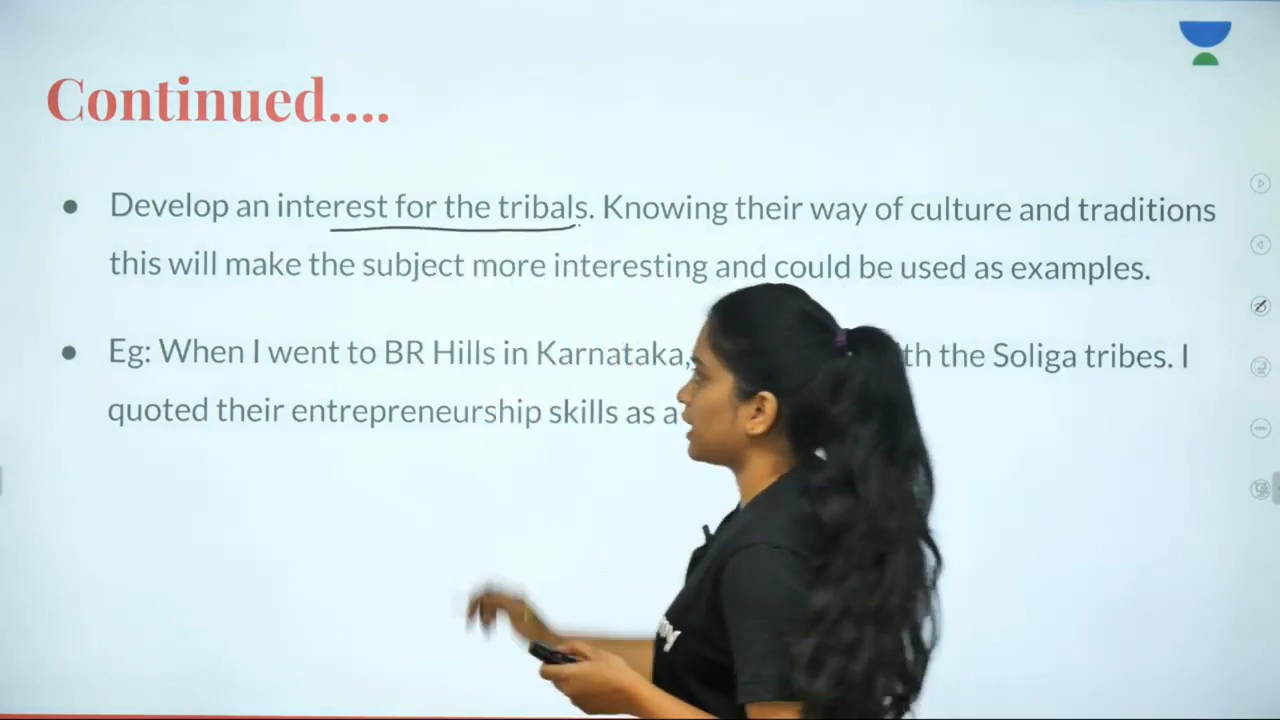 Continued....
• Develop an interest for the tribals. Knowing their way of culture and traditions
this will make the subject more interesting and could be used as examples.
• Eg: When I went to BR Hills in Karnataka, the Soliga tribes. I
quoted their entrepreneurship skills as a